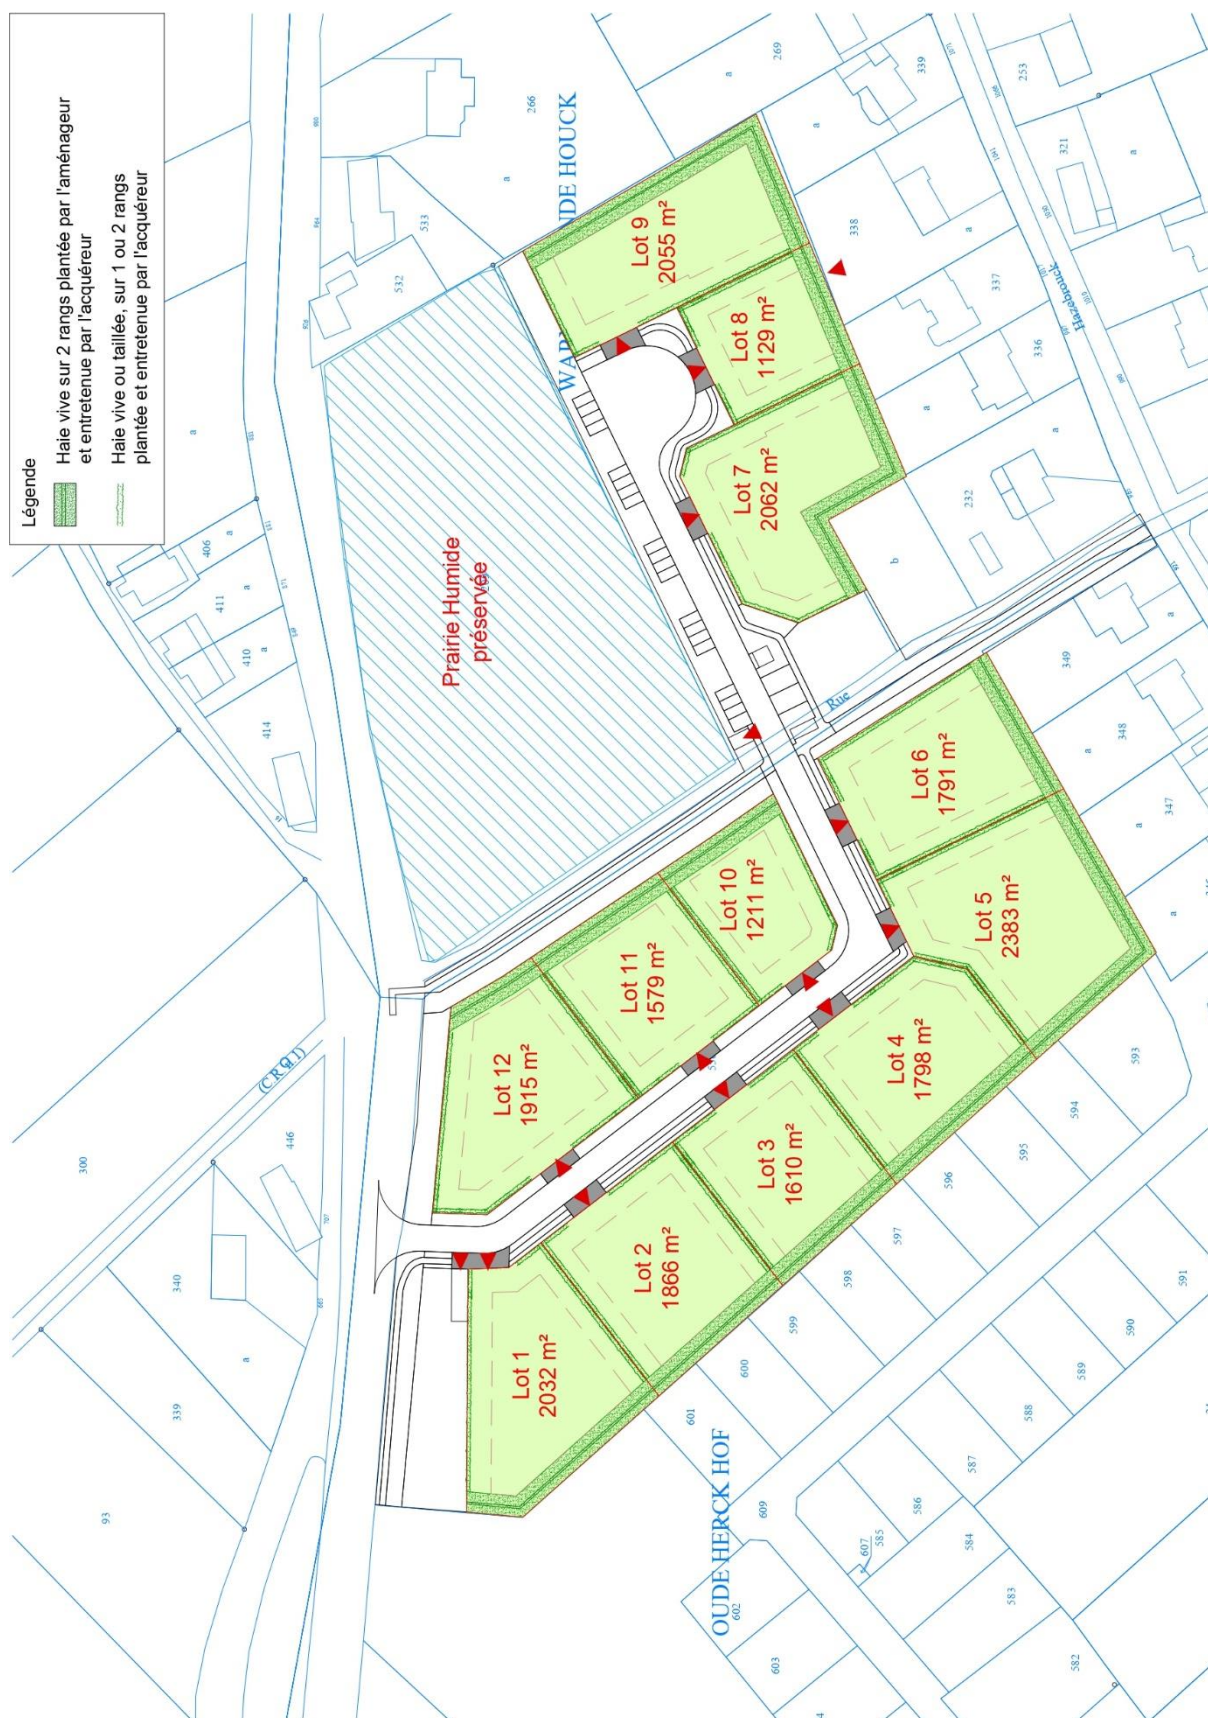 Légende
Haie vive sur 2 rangs plantée par l'aménageur
et entretenue par l'acquéreur
Haie vive ou taillée, sur 1 ou 2 rangs
plantée et entretenue par l'acquéreur
Prairie Humide
préservée
WAR
NDE HOUCK
Lot 9
2055 m²
Lot 8
1129 m²
Lot 7
2062 m²
Lot 6
1791 m²
Lot 5
2383 m²
Lot 10
1211 m²
Lot 11
1579 m²
Lot 12
1915 m²
Lot 4
1798 m²
Lot 3
1610 m²
Lot 2
1866 m²
Lot 1
2032 m²
OUDE HERCK HOF
Rue
Hazebrouck
300
446
340
a
339
93
414
410
a
411
a
406
a
a
532
533
266
a
269
a
339
a
338
a
337
336
a
a
232
b
253
321
a
349
348
a
347
a
a
593
594
595
596
597
598
599
600
601
591
590
589
588
587
586
585
607
584
583
582
609
602
603